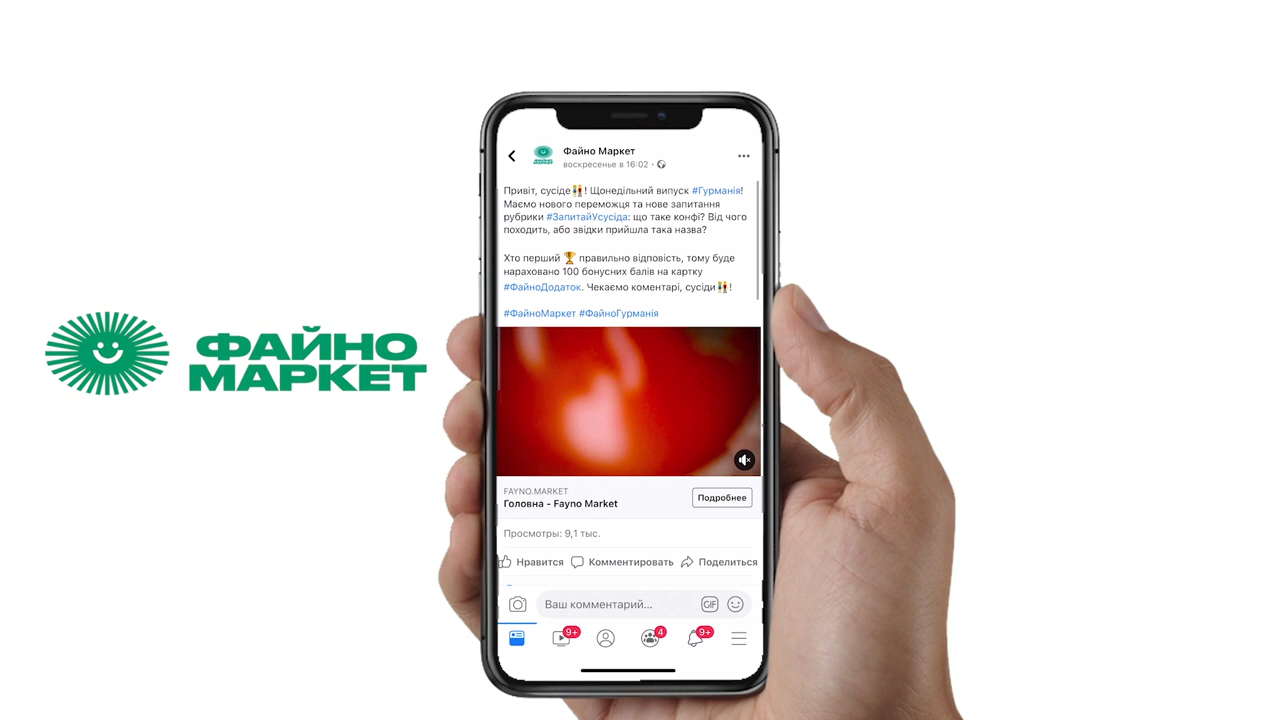 ФАЙНО
МАРКЕТ
Файно Маркет
воскресенье в 16:02 ·
Привіт, сусіде! Щонедільний випуск #Гурманія!
Маємо нового переможця та нове запитання
рубрики #ЗапитайУсусіда: що таке конфі? Від чого
походить, або звідки прийшла така назва?
Хто перший 🏆 правильно відповість, тому буде
нараховано 100 бонусних балів на картку
#ФайноДодаток. Чекаємо коментарі, сусіди!
#ФайноМаркет #ФайноГурманія
FAYNO.MARKET
Головна - Fayno Market
Подробнее
Просмотры: 9,1 тыс.
Нравится Комментировать Поделиться
Ваш комментарий...
GIF
9+ 4 9+